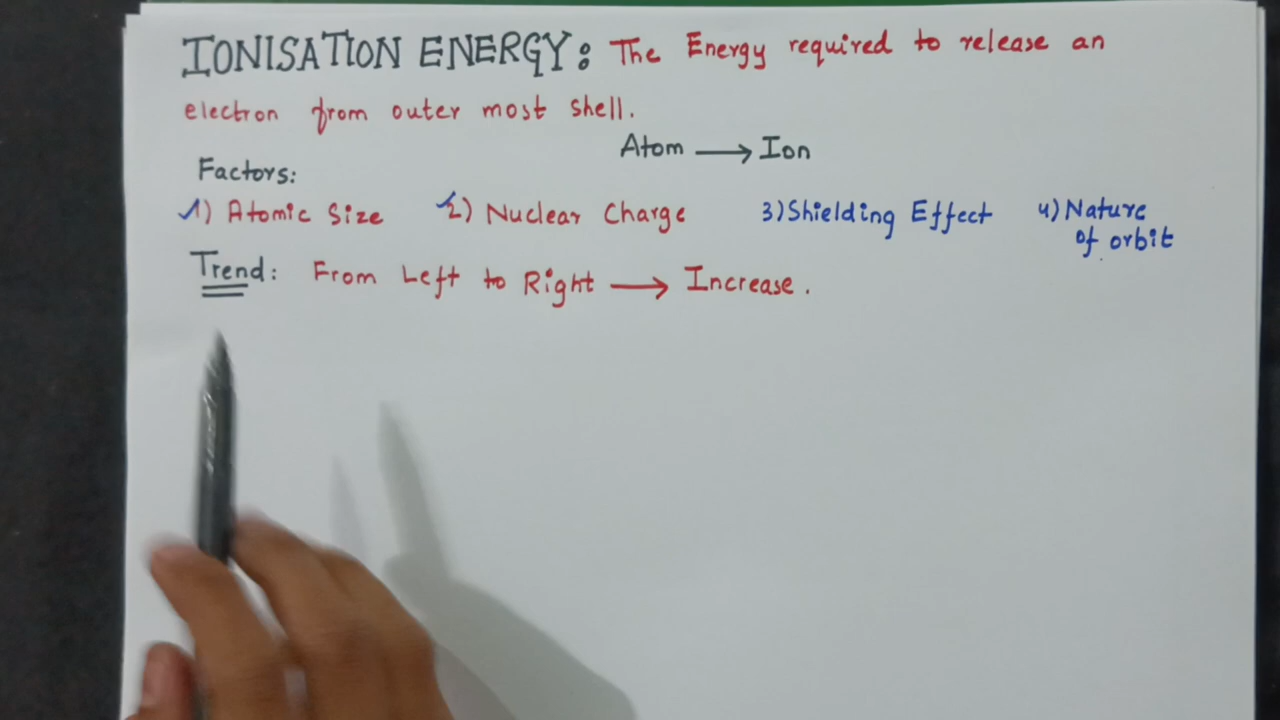 IONISATION ENERGY: The Energy required to release an
electron from outer most shell.
Atom ⟶ Ion
Factors:
1) Atomic Size 2) Nuclear Charge 3) Shielding Effect 4) Nature
of orbit
Trend: From Left to Right ⟶ Increase.